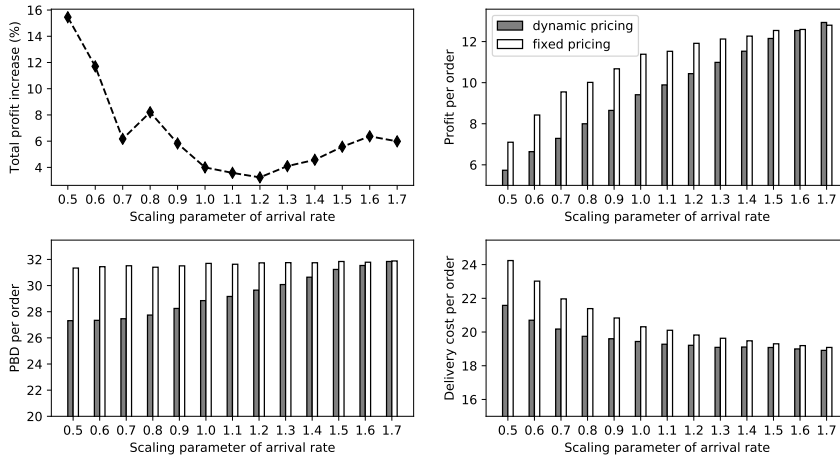 Total profit increase (%)
16
14
12
10
8
6
4
0.5 0.6 0.7 0.8 0.9 1.0 1.1 1.2 1.3 1.4 1.5 1.6 1.7
Scaling parameter of arrival rate
Profit per order
12
10
8
6
dynamic pricing
fixed pricing
0.5 0.6 0.7 0.8 0.9 1.0 1.1 1.2 1.3 1.4 1.5 1.6 1.7
Scaling parameter of arrival rate
PBD per order
32
30
28
26
24
22
20
0.5 0.6 0.7 0.8 0.9 1.0 1.1 1.2 1.3 1.4 1.5 1.6 1.7
Scaling parameter of arrival rate
Delivery cost per order
24
22
20
18
16
0.5 0.6 0.7 0.8 0.9 1.0 1.1 1.2 1.3 1.4 1.5 1.6 1.7
Scaling parameter of arrival rate